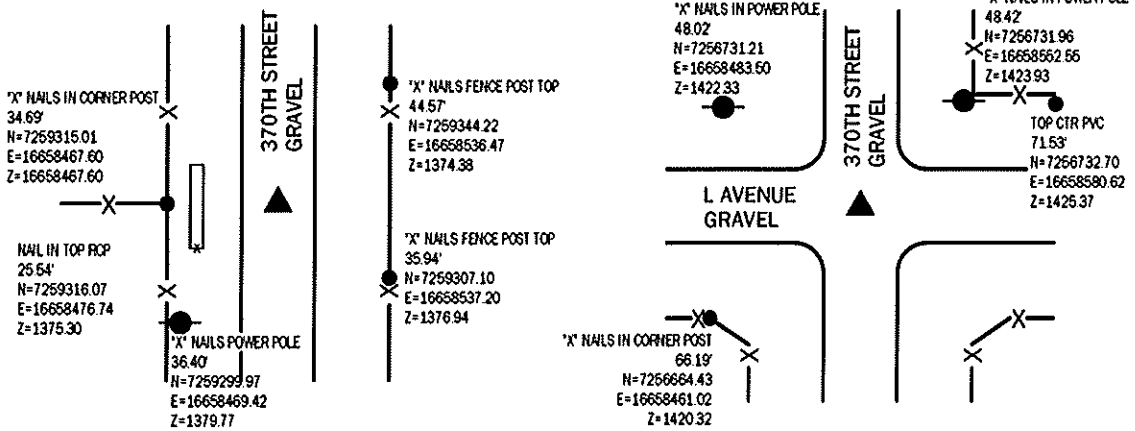 "X" NAILS IN CORNER POST
34.69'
N=7259315.01
E=16658467.60
Z=16658467.60
NAIL IN TOP RCP
25.54'
N=7259316.07
E=16658476.74
Z=1375.30
"X" NAILS POWER POLE
36.40'
N=7259299.97
E=16658469.42
Z=1379.77
370TH STREET
GRAVEL
"X" NAILS FENCE POST TOP
44.57'
N=7259344.22
E=16658536.47
Z=1374.38
"X" NAILS FENCE POST TOP
35.94'
N=7259307.10
E=16658537.20
Z=1376.94
"X" NAILS IN POWER POLE
48.02'
N=7256731.21
E=16658483.50
Z=1422.33
370TH STREET
GRAVEL
"X" NAILS IN POWER POLE
48.42'
N=7256731.96
E=16658562.55
Z=1423.93
TOP CTR PVC
71.53'
N=7256732.70
E=16658580.62
Z=1425.37
L AVENUE
GRAVEL
"X" NAILS IN CORNER POST
66.19'
N=7256664.43
E=16658461.02
Z=1420.32